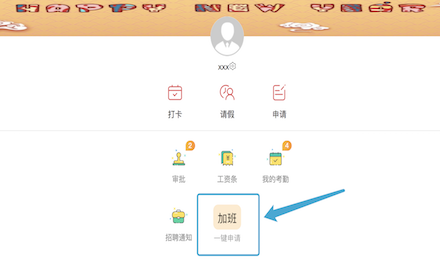 HAPPY NEW YEAR
xxx
打卡 请假 申请
2 4
审批 工资条 我的考勤
加班
招聘通知 一键申请